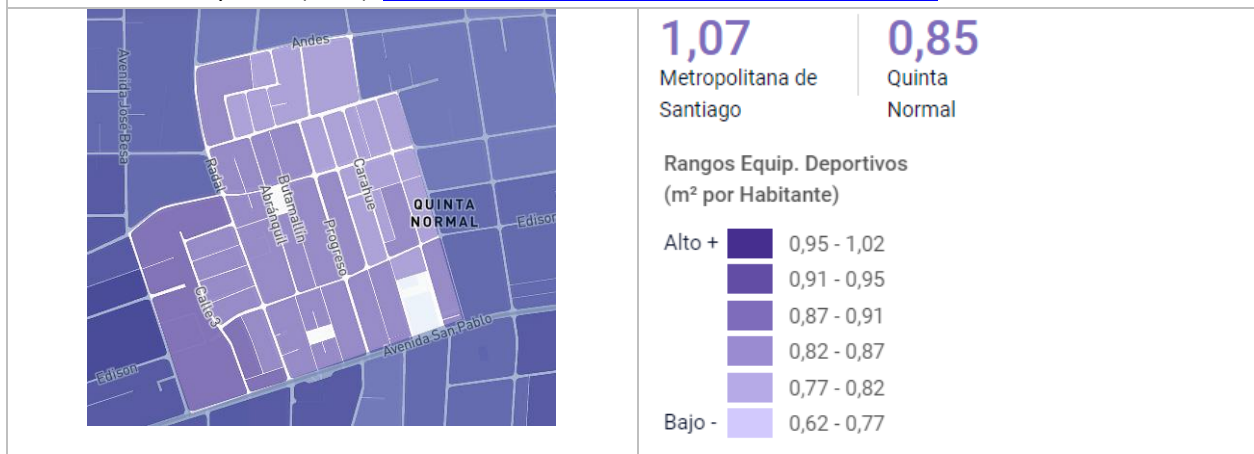 Andes
Avenida José Besa
Radal
Butamallín
Abránquil
Carahue
Progreso
QUINTA
NORMAL
Edison
Calle 3
Avenida San Pablo
Edison
1,07
Metropolitana de
Santiago
0,85
Quinta
Normal
Rangos Equip. Deportivos
(m² por Habitante)
Alto + 0,95 - 1,02
0,91 - 0,95
0,87 - 0,91
0,82 - 0,87
0,77 - 0,82
Bajo - 0,62 - 0,77